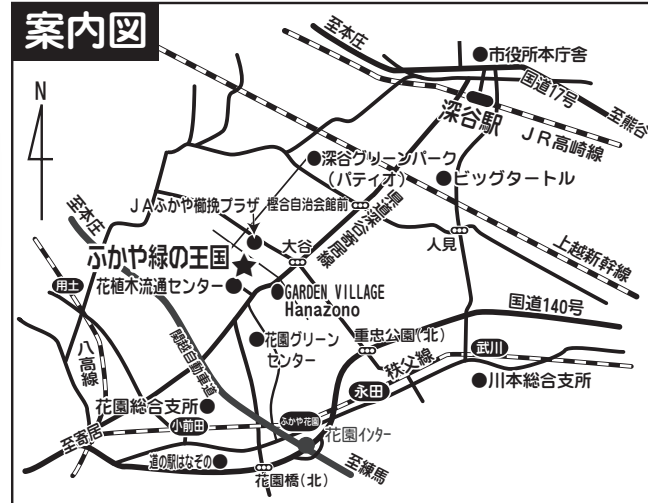 案内図
N
至本庄
市役所本庁舎
国道17号
至熊谷
深谷駅
JR高崎線
深谷グリーンパーク
(パティオ)
ビッグタートル
JAふかや櫛挽プラザ
樫合自治会館前
県道深谷寄居線
至本庄
大谷
人見
上越新幹線
ふかや緑の王国
用土
花植木流通センター
GARDEN VILLAGE
Hanazono
国道140号
八高線
関越自動車道
花園グリーン
センター
重忠公園(北)
武川
秩父線
永田
川本総合支所
花園総合支所
ふかや花園
小前田
至寄居
花園インター
道の駅はなぞの
花園橋(北)
至練馬